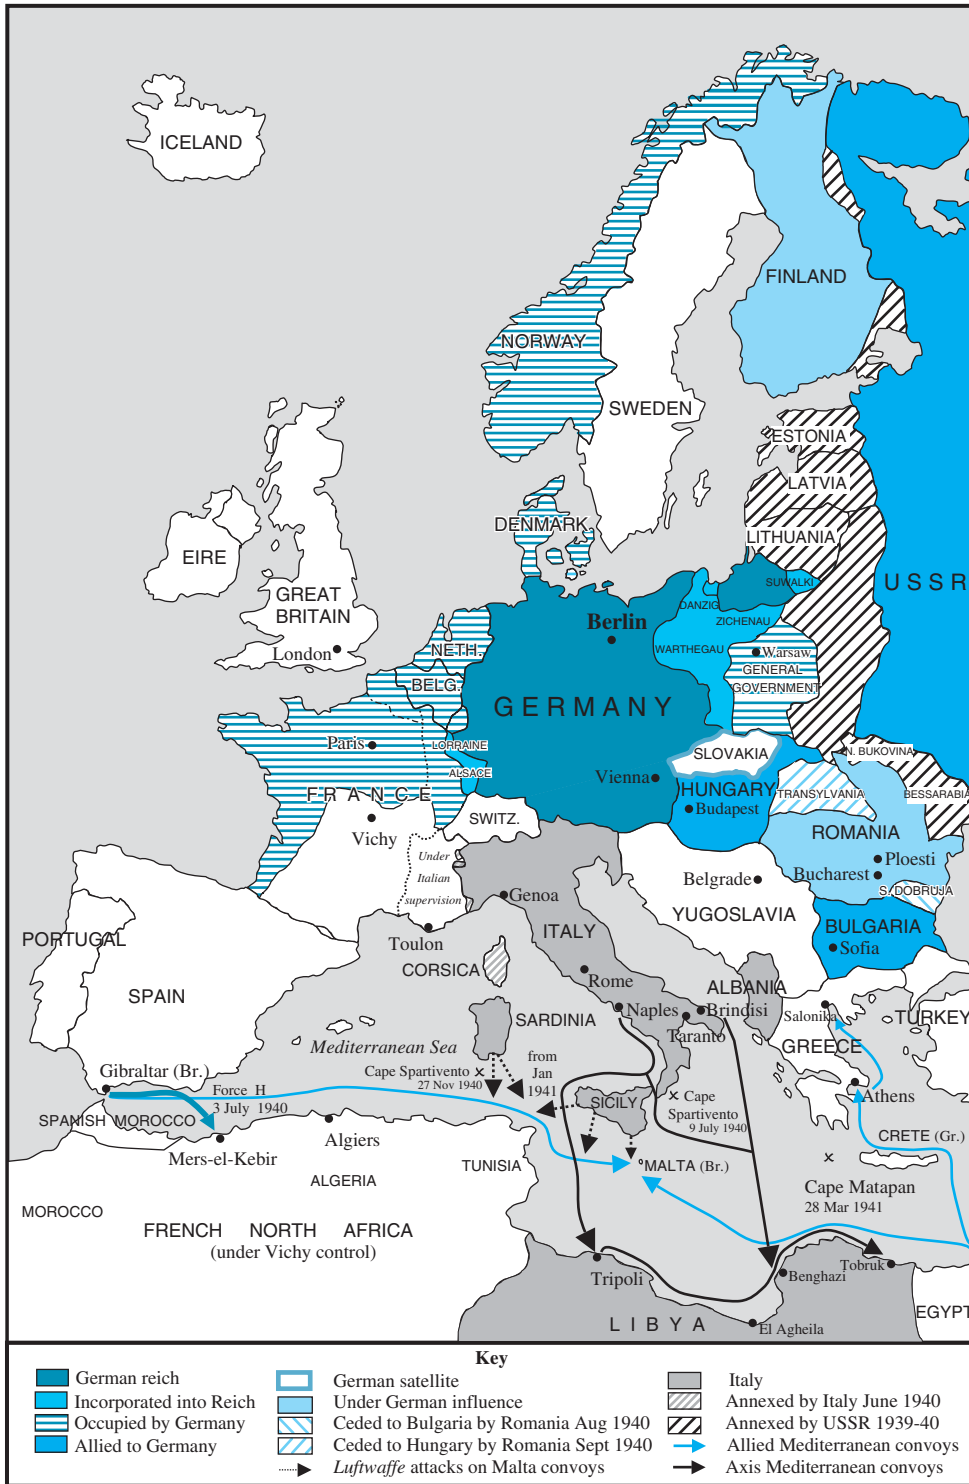 ICELAND
FINLAND
NORWAY
SWEDEN
ESTONIA
LATVIA
LITHUANIA
DENMARK
EIRE
GREAT
BRITAIN
London
USSR
SUWALKI
DANZIG
ZICHENAU
Berlin
WARTHEGAU
Warsaw
GENERAL
GOVERNMENT
NETH.
BELG.
GERMANY
Paris
LORRAINE
ALSACE
SLOVAKIA
N. BUKOVINA
Vienna
HUNGARY
Budapest
TRANSYLVANIA
BESSARABIA
FRANCE
SWITZ.
Vichy
ROMANIA
Ploesti
Bucharest
Under
Italian
supervision
Belgrade
S. DOBRUJA
Genoa
YUGOSLAVIA
BULGARIA
Sofia
PORTUGAL
Toulon
ITALY
CORSICA
SPAIN
Rome
ALBANIA
Naples
Brindisi
Taranto
Salonika
TURKEY
SARDINIA
GREECE
Mediterranean Sea
Cape Spartivento
27 Nov 1940
from
Jan
1941
Gibraltar (Br.)
Force H
3 July 1940
SICILY
Cape
Spartivento
9 July 1940
Athens
SPANISH MOROCCO
Mers-el-Kebir
Algiers
CRETE (Gr.)
TUNISIA
MALTA (Br.)
ALGERIA
Cape Matapan
28 Mar 1941
MOROCCO
FRENCH NORTH AFRICA
(under Vichy control)
Tripoli
Benghazi
Tobruk
EGYPT
LIBYA
El Agheila
Key
German reich
Incorporated into Reich
Occupied by Germany
Allied to Germany
German satellite
Under German influence
Ceded to Bulgaria by Romania Aug 1940
Ceded to Hungary by Romania Sept 1940
Luftwaffe attacks on Malta convoys
Italy
Annexed by Italy June 1940
Annexed by USSR 1939-40
Allied Mediterranean convoys
Axis Mediterranean convoys